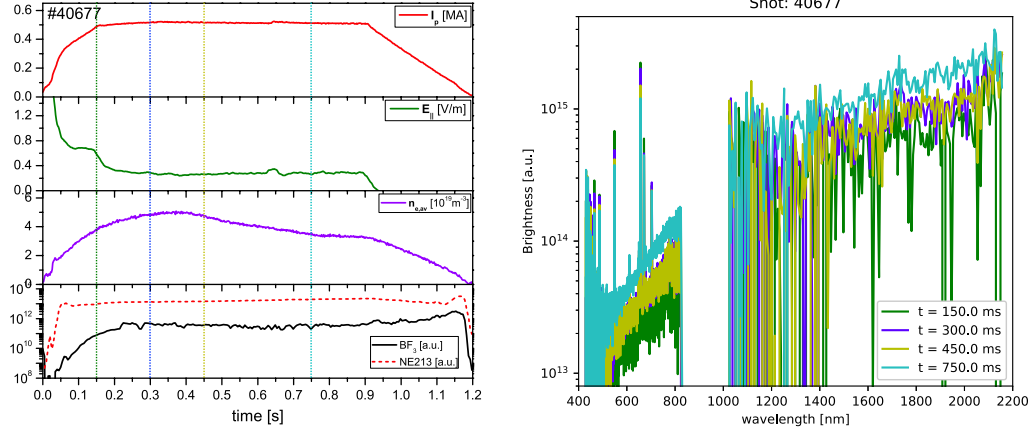 #40677
I_p [MA]
0.6
0.4
0.2
0.0
E_|| [V/m]
1.2
0.8
0.4
0.0
n_e,av [10^19 m^-3]
6
4
2
0
10^16
10^12
10^10
10^8
BF_3 [a.u.]
NE213 [a.u.]
0.0 0.1 0.2 0.3 0.4 0.5 0.6 0.7 0.8 0.9 1.0 1.1 1.2
time [s]
Shot: 40677
Brightness [a.u.]
10^15
10^14
10^13
t = 150.0 ms
t = 300.0 ms
t = 450.0 ms
t = 750.0 ms
400 600 800 1000 1200 1400 1600 1800 2000 2200
wavelength [nm]